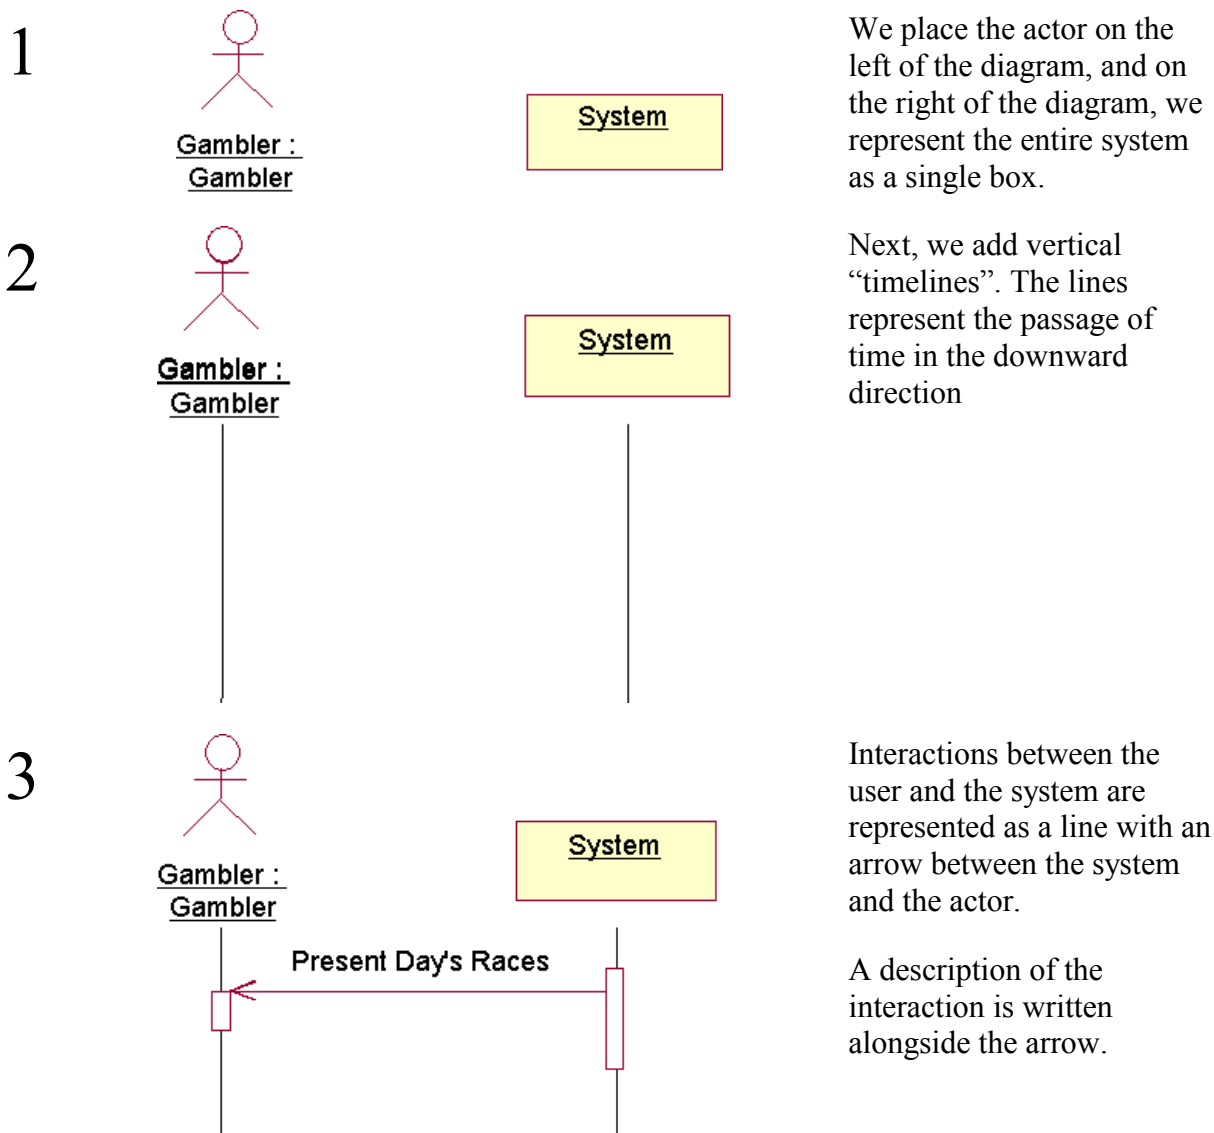 1
Gambler :
Gambler
System
We place the actor on the
left of the diagram, and on
the right of the diagram, we
represent the entire system
as a single box.
2
Gambler :
Gambler
System
Next, we add vertical
“timelines”. The lines
represent the passage of
time in the downward
direction
3
Gambler :
Gambler
System
Present Day's Races
Interactions between the
user and the system are
represented as a line with an
arrow between the system
and the actor.
A description of the
interaction is written
alongside the arrow.